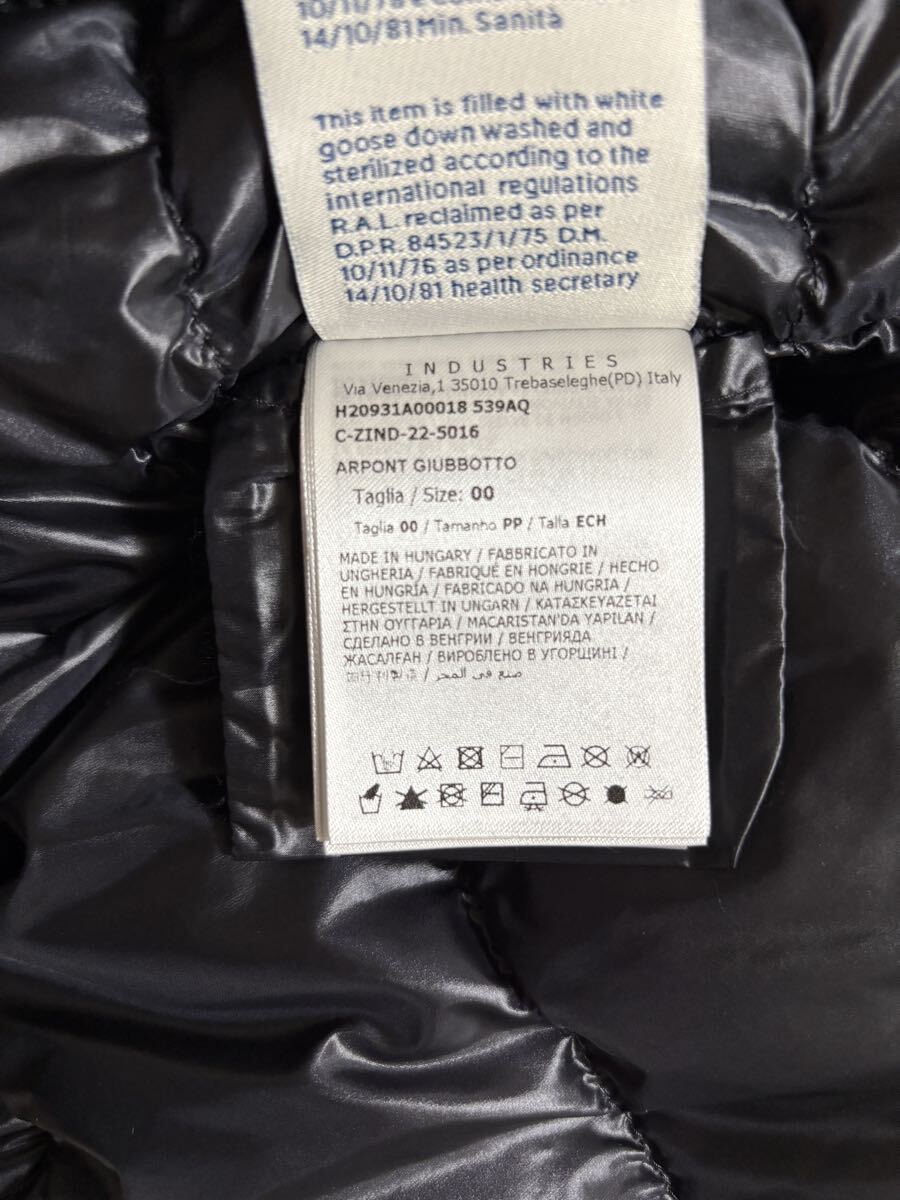 14/10/81 Min. Sanità
This item is filled with white
goose down washed and
sterilized according to the
international regulations
R.A.L. reclaimed as per
D.P.R. 84523/1/75 D.M.
10/11/76 as per ordinance
14/10/81 health secretary
INDUSTRIES
Via Venezia,1 35010 Trebaseleghe(PD) Italy
H20931A00018 539AQ
C-ZIND-22-5016
ARPONT GIUBBOTTO
Taglia / Size: 00
Taglia 00 / Tamanho PP / Talla ECH
MADE IN HUNGARY / FABBRICATO IN
UNGHERIA / FABRIQUÉ EN HONGRIE / HECHO
EN HUNGRÍA / FABRICADO NA HUNGRIA /
HERGESTELLT IN UNGARN / ΚΑΤΑΣΚΕΥΑΖΕΤΑΙ
ΣΤΗΝ ΟΥΓΓΑΡΙΑ / MACARISTAN'DA YAPILAN /
СДЕЛАНО В ВЕНГРИИ / ВЕНГРИЯДА
ЖАСАЛҒАН / ВИРОБЛЕНО В УГОРЩИНІ /
/ صنع في المجر